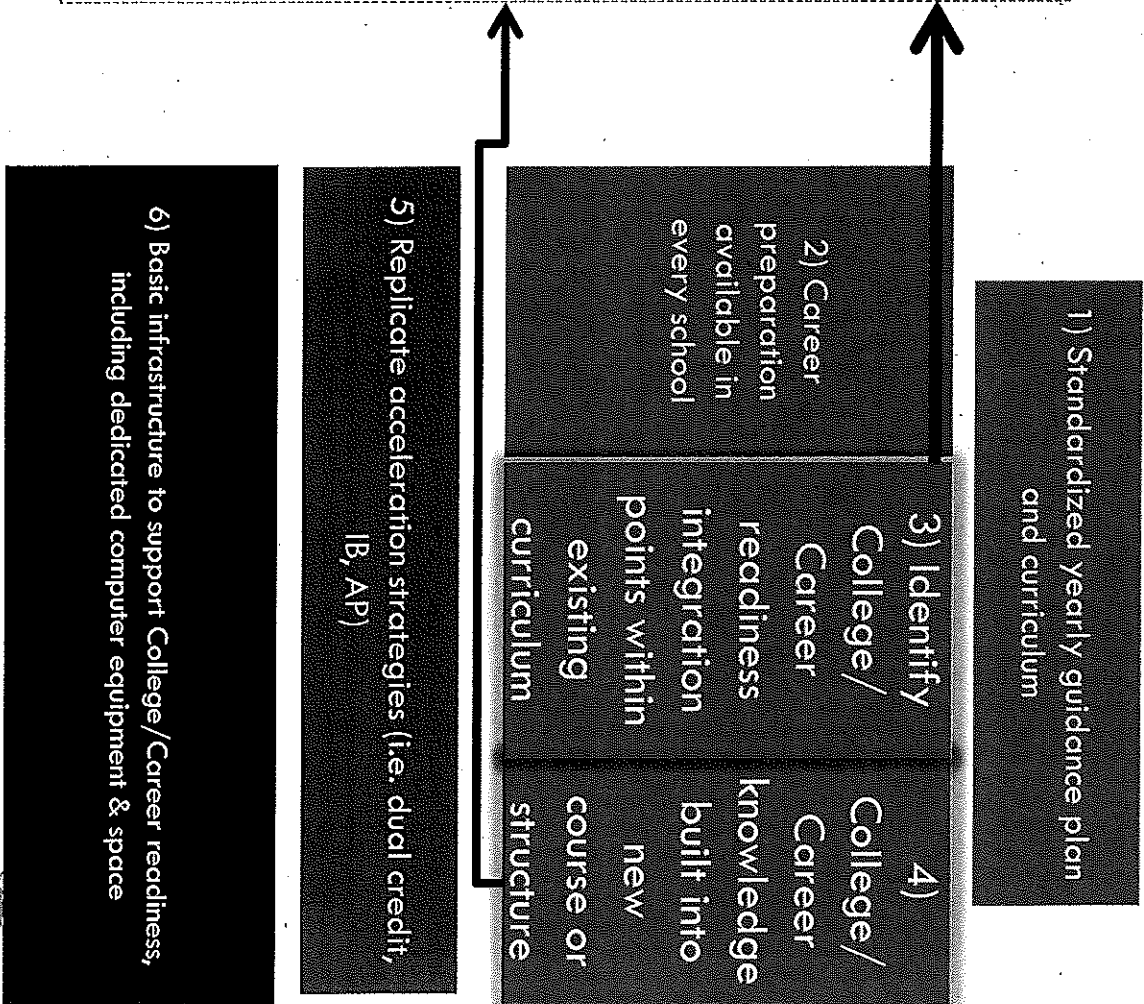 1) Standardized yearly guidance plan
and curriculum
2) Career
preparation
available in
every school
3) Identify
College/
Career
readiness
integration
points within
existing
curriculum
4)
College/
Career
knowledge
built into
new
course or
structure
5) Replicate acceleration strategies (i.e. dual credit,
IB, AP)
6) Basic infrastructure to support College/Career readiness,
including dedicated computer equipment & space